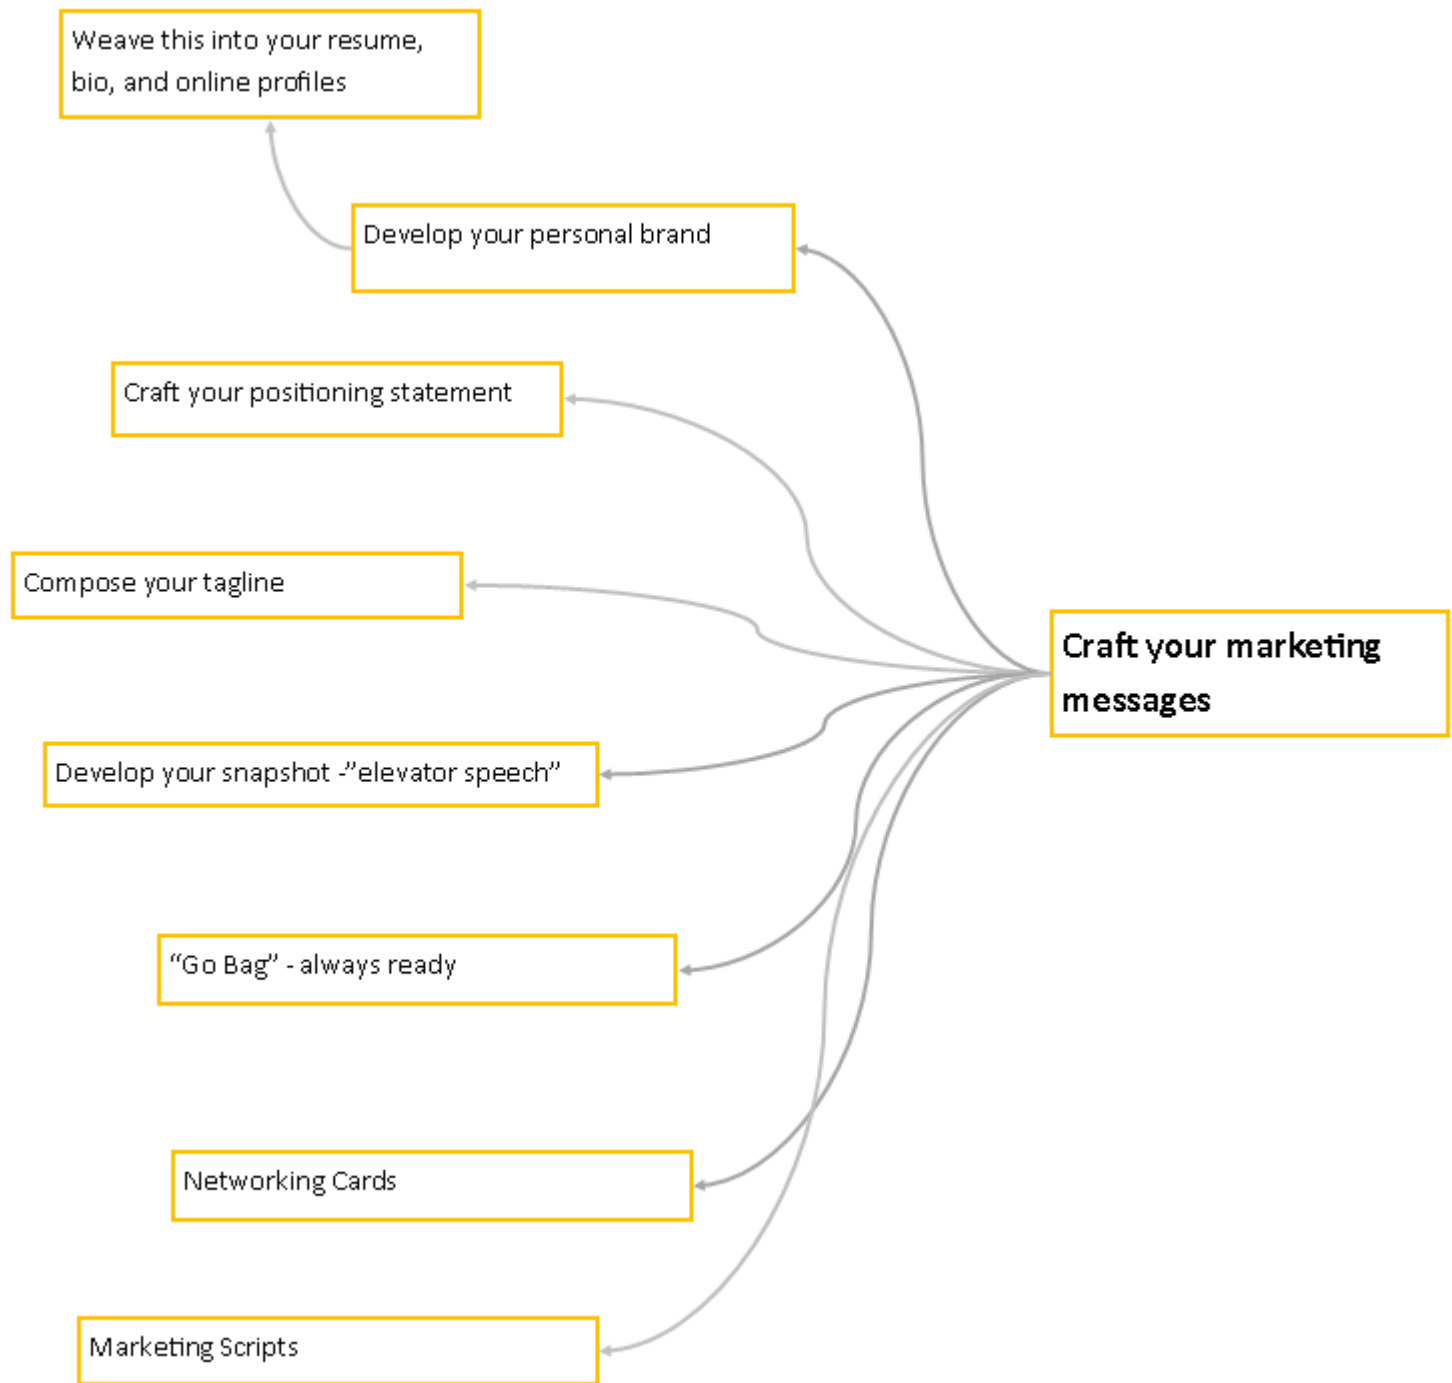 Weave this into your resume,
bio, and online profiles
Develop your personal brand
Craft your positioning statement
Compose your tagline
Craft your marketing
messages
Develop your snapshot -”elevator speech”
“Go Bag” - always ready
Networking Cards
Marketing Scripts